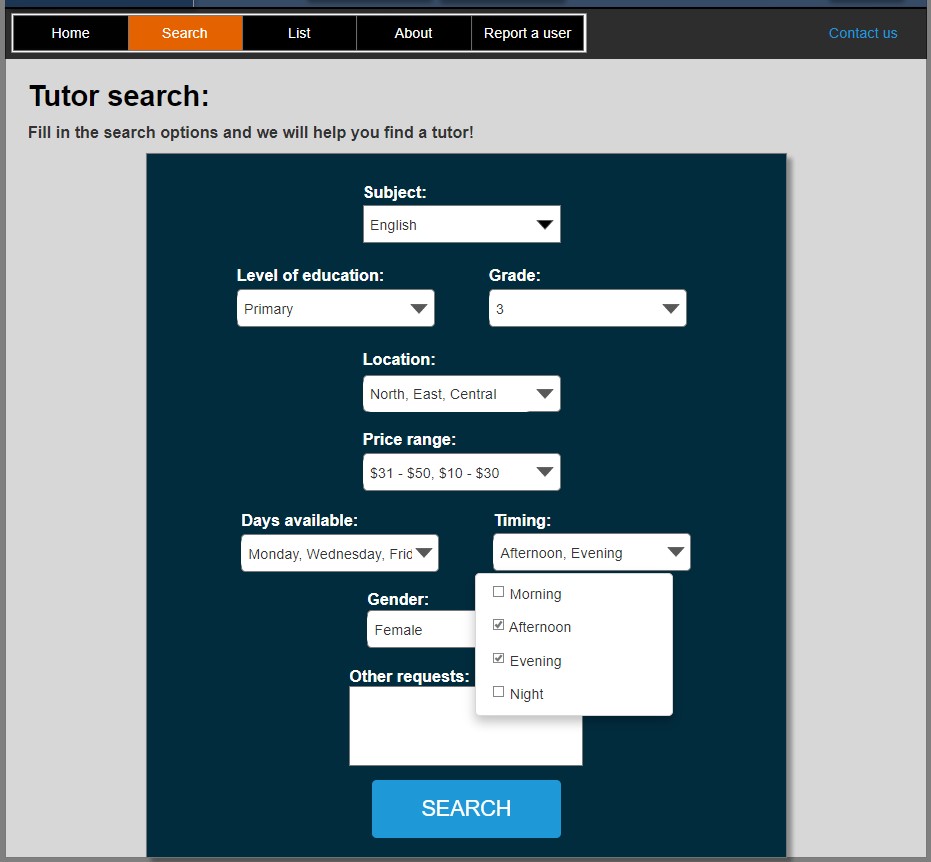 Home Search List About Report a user Contact us
Tutor search:
Fill in the search options and we will help you find a tutor!
Subject:
English
Level of education: Grade:
Primary 3
Location:
North, East, Central
Price range:
$31 - $50, $10 - $30
Days available: Timing:
Monday, Wednesday, Fric Afternoon, Evening
Morning
Gender:
Female
Afternoon
Evening
Other requests:
Night
SEARCH